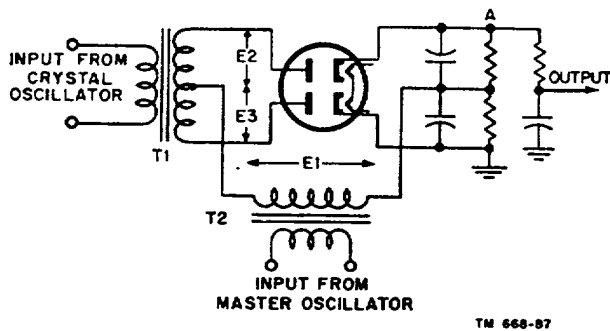 A
INPUT FROM
CRYSTAL
OSCILLATOR
E2
E3
OUTPUT
T1
E1
T2
INPUT FROM
MASTER OSCILLATOR
TM 668-87